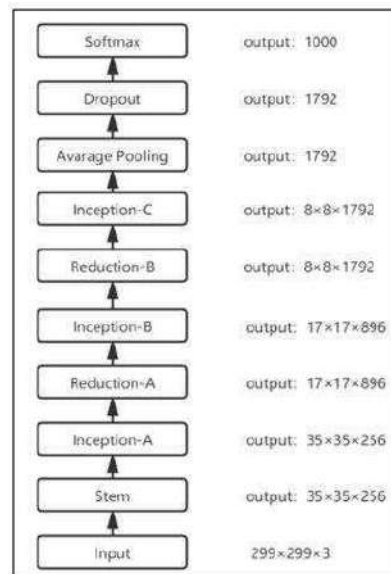 Softmax output: 1000
Dropout output: 1792
Avarage Pooling output: 1792
Inception-C output: 8×8×1792
Reduction-B output: 8×8×1792
Inception-B output: 17×17×896
Reduction-A output: 17×17×896
Inception-A output: 35×35×256
Stem output: 35×35×256
Input 299×299×3